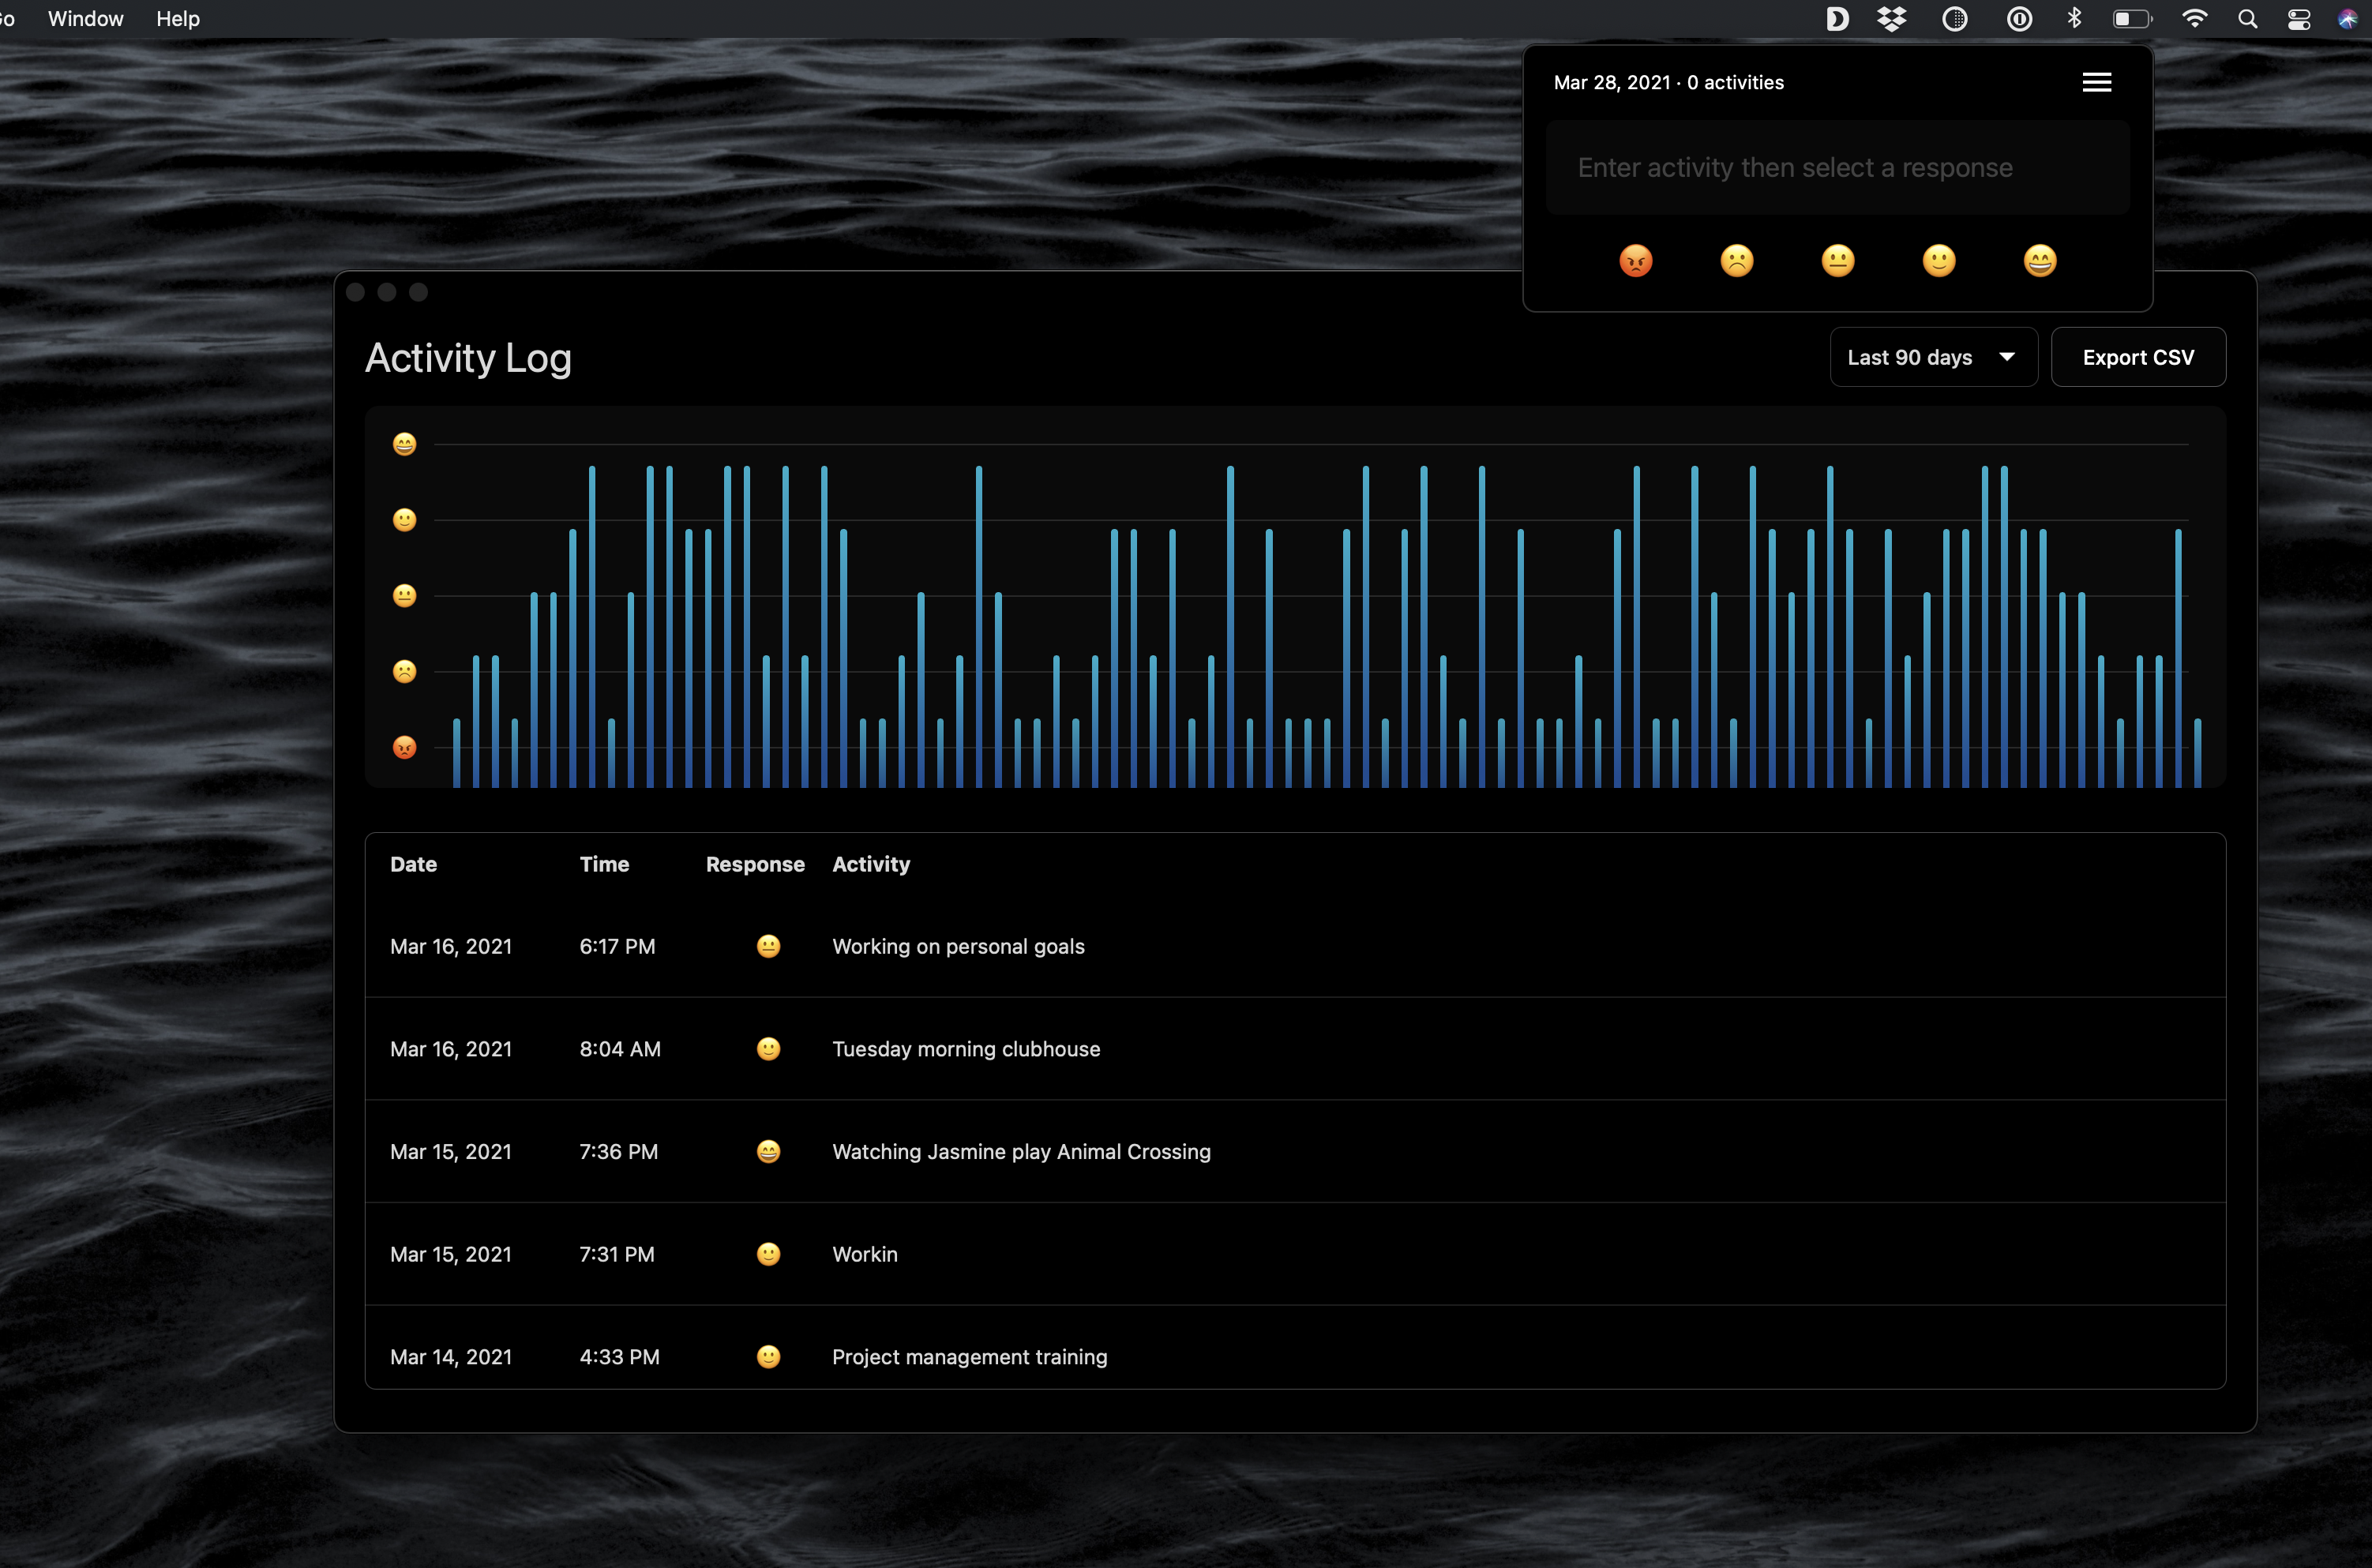 Go Window Help
Mar 28, 2021 · 0 activities
Enter activity then select a response
Activity Log
Last 90 days
Export CSV
Date Time Response Activity
Mar 16, 2021 6:17 PM Working on personal goals
Mar 16, 2021 8:04 AM Tuesday morning clubhouse
Mar 15, 2021 7:36 PM Watching Jasmine play Animal Crossing
Mar 15, 2021 7:31 PM Workin
Mar 14, 2021 4:33 PM Project management training